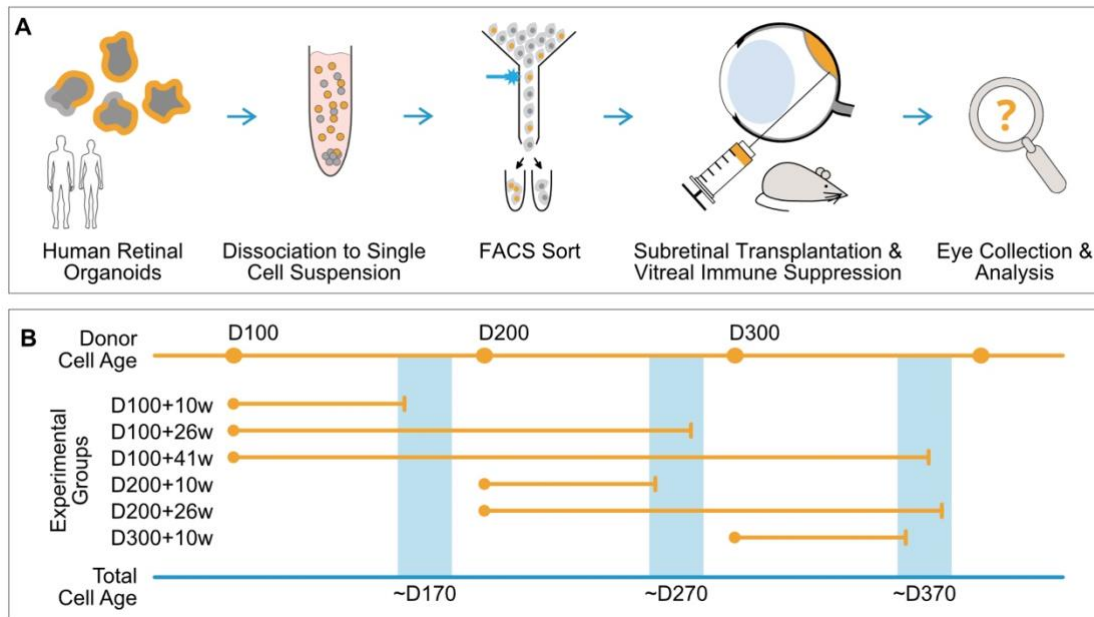 A
?
Human Retinal
Organoids
Dissociation to Single
Cell Suspension
FACS Sort
Subretinal Transplantation &
Vitreal Immune Suppression
Eye Collection &
Analysis
B
Donor
Cell Age
D100
D200
D300
Experimental
Groups
D100+10w
D100+26w
D100+41w
D200+10w
D200+26w
D300+10w
Total
Cell Age
~D170
~D270
~D370